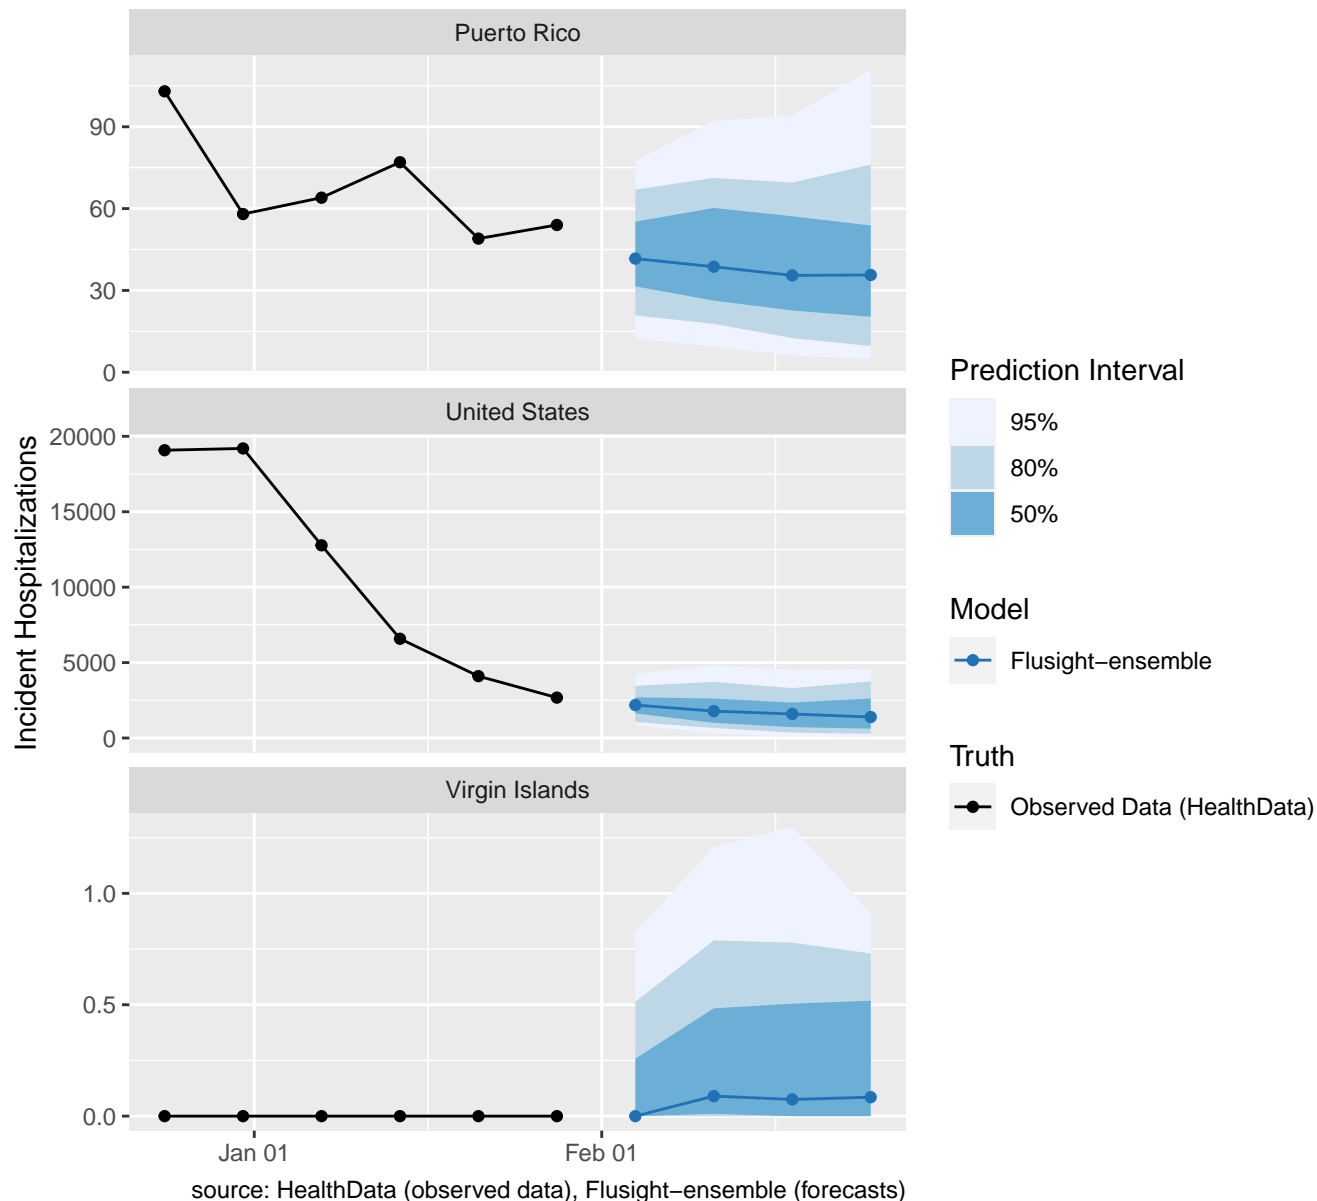 Puerto Rico
90
60
30
0
United States
20000
15000
10000
5000
0
Virgin Islands
1.0
0.5
0.0
Jan 01
Feb 01
Incident Hospitalizations
source: HealthData (observed data), Flusight−ensemble (forecasts)
Prediction Interval
95%
80%
50%
Model
Flusight−ensemble
Truth
Observed Data (HealthData)